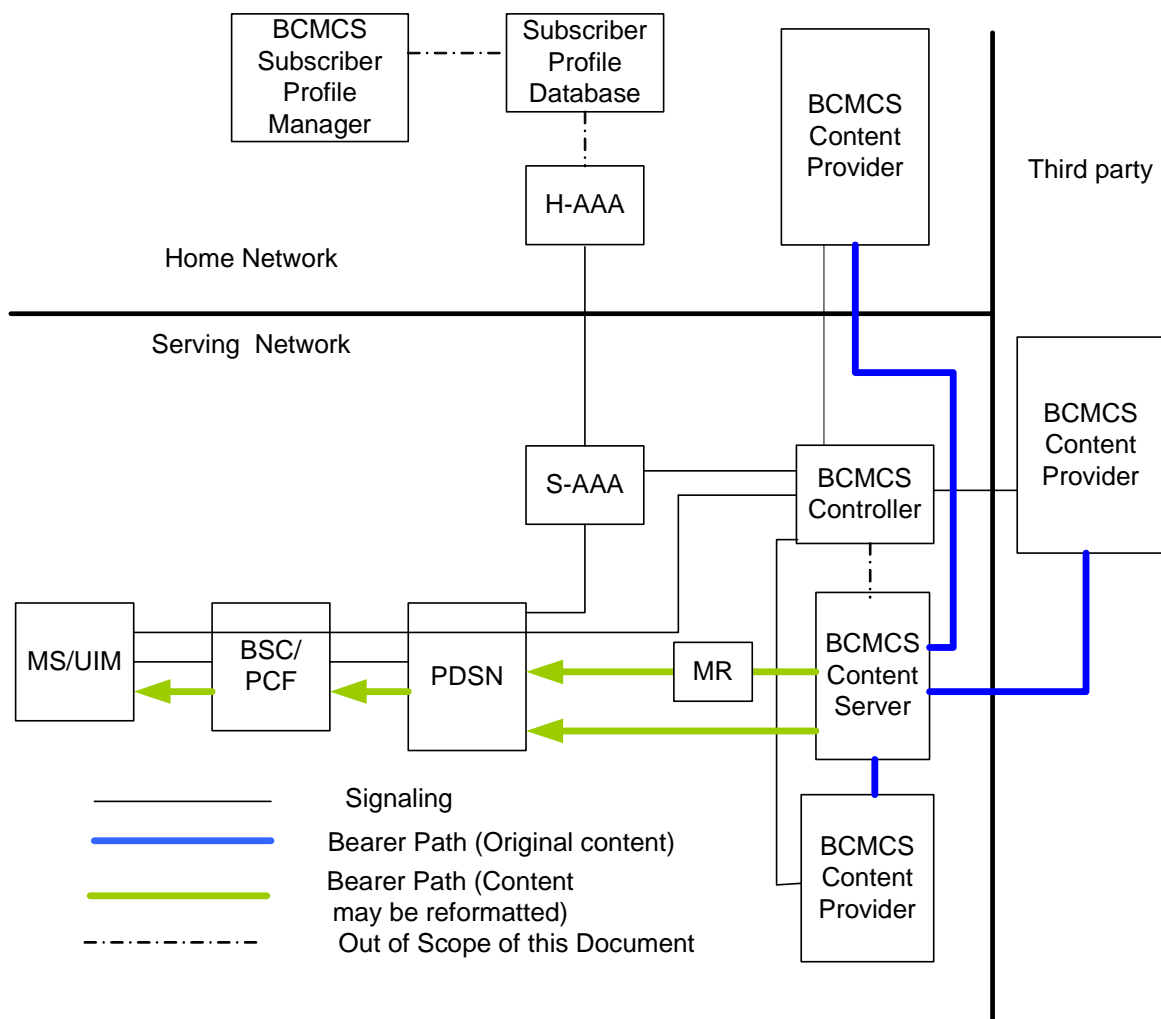 BCMCS
Subscriber
Profile
Manager
Subscriber
Profile
Database
BCMCS
Content
Provider
Third party
H-AAA
Home Network
Serving Network
BCMCS
Content
Provider
S-AAA
BCMCS
Controller
MS/UIM
BSC/
PCF
PDSN
MR
BCMCS
Content
Server
Signaling
Bearer Path (Original content)
Bearer Path (Content
may be reformatted)
Out of Scope of this Document
BCMCS
Content
Provider